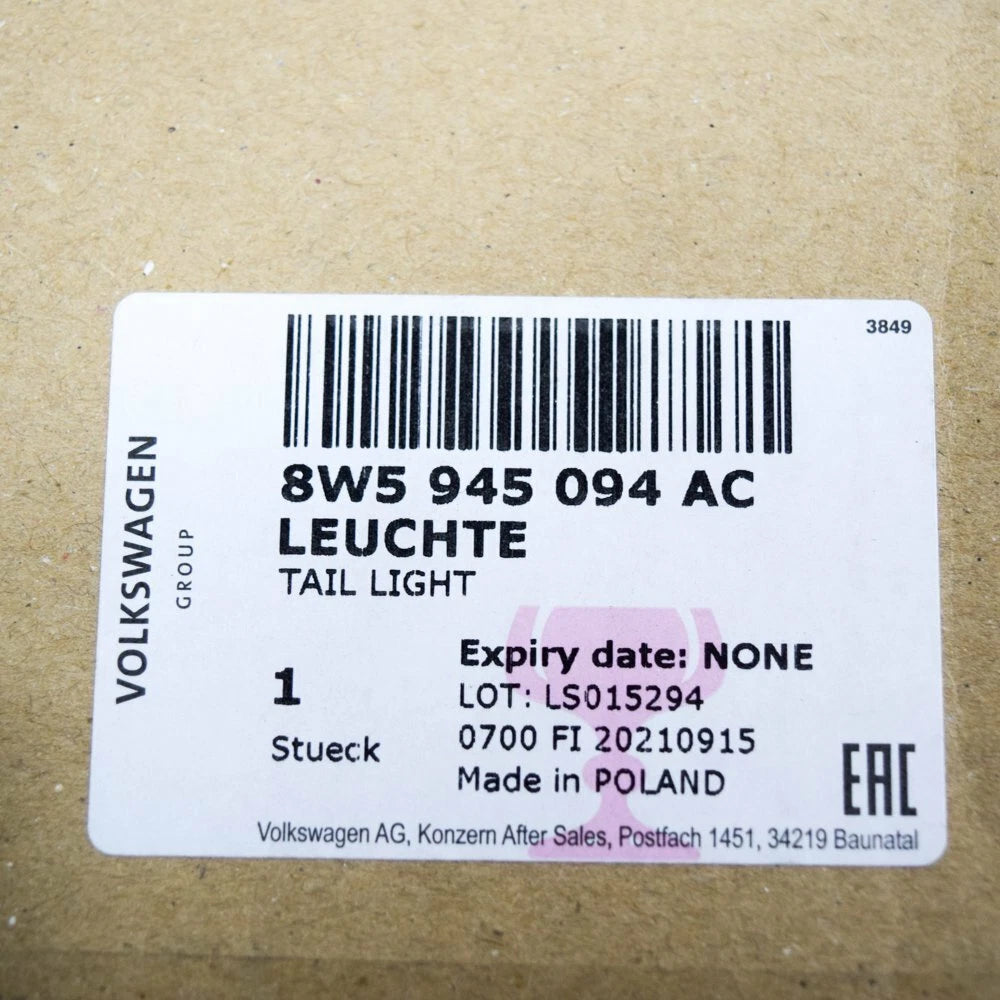 3849
8W5 945 094 AC
LEUCHTE
TAIL LIGHT
VOLKSWAGEN
GROUP
1
Stueck
Expiry date: NONE
LOT: LS015294
0700 FI 20210915
Made in POLAND
EAC
Volkswagen AG, Konzern After Sales, Postfach 1451, 34219 Baunatal